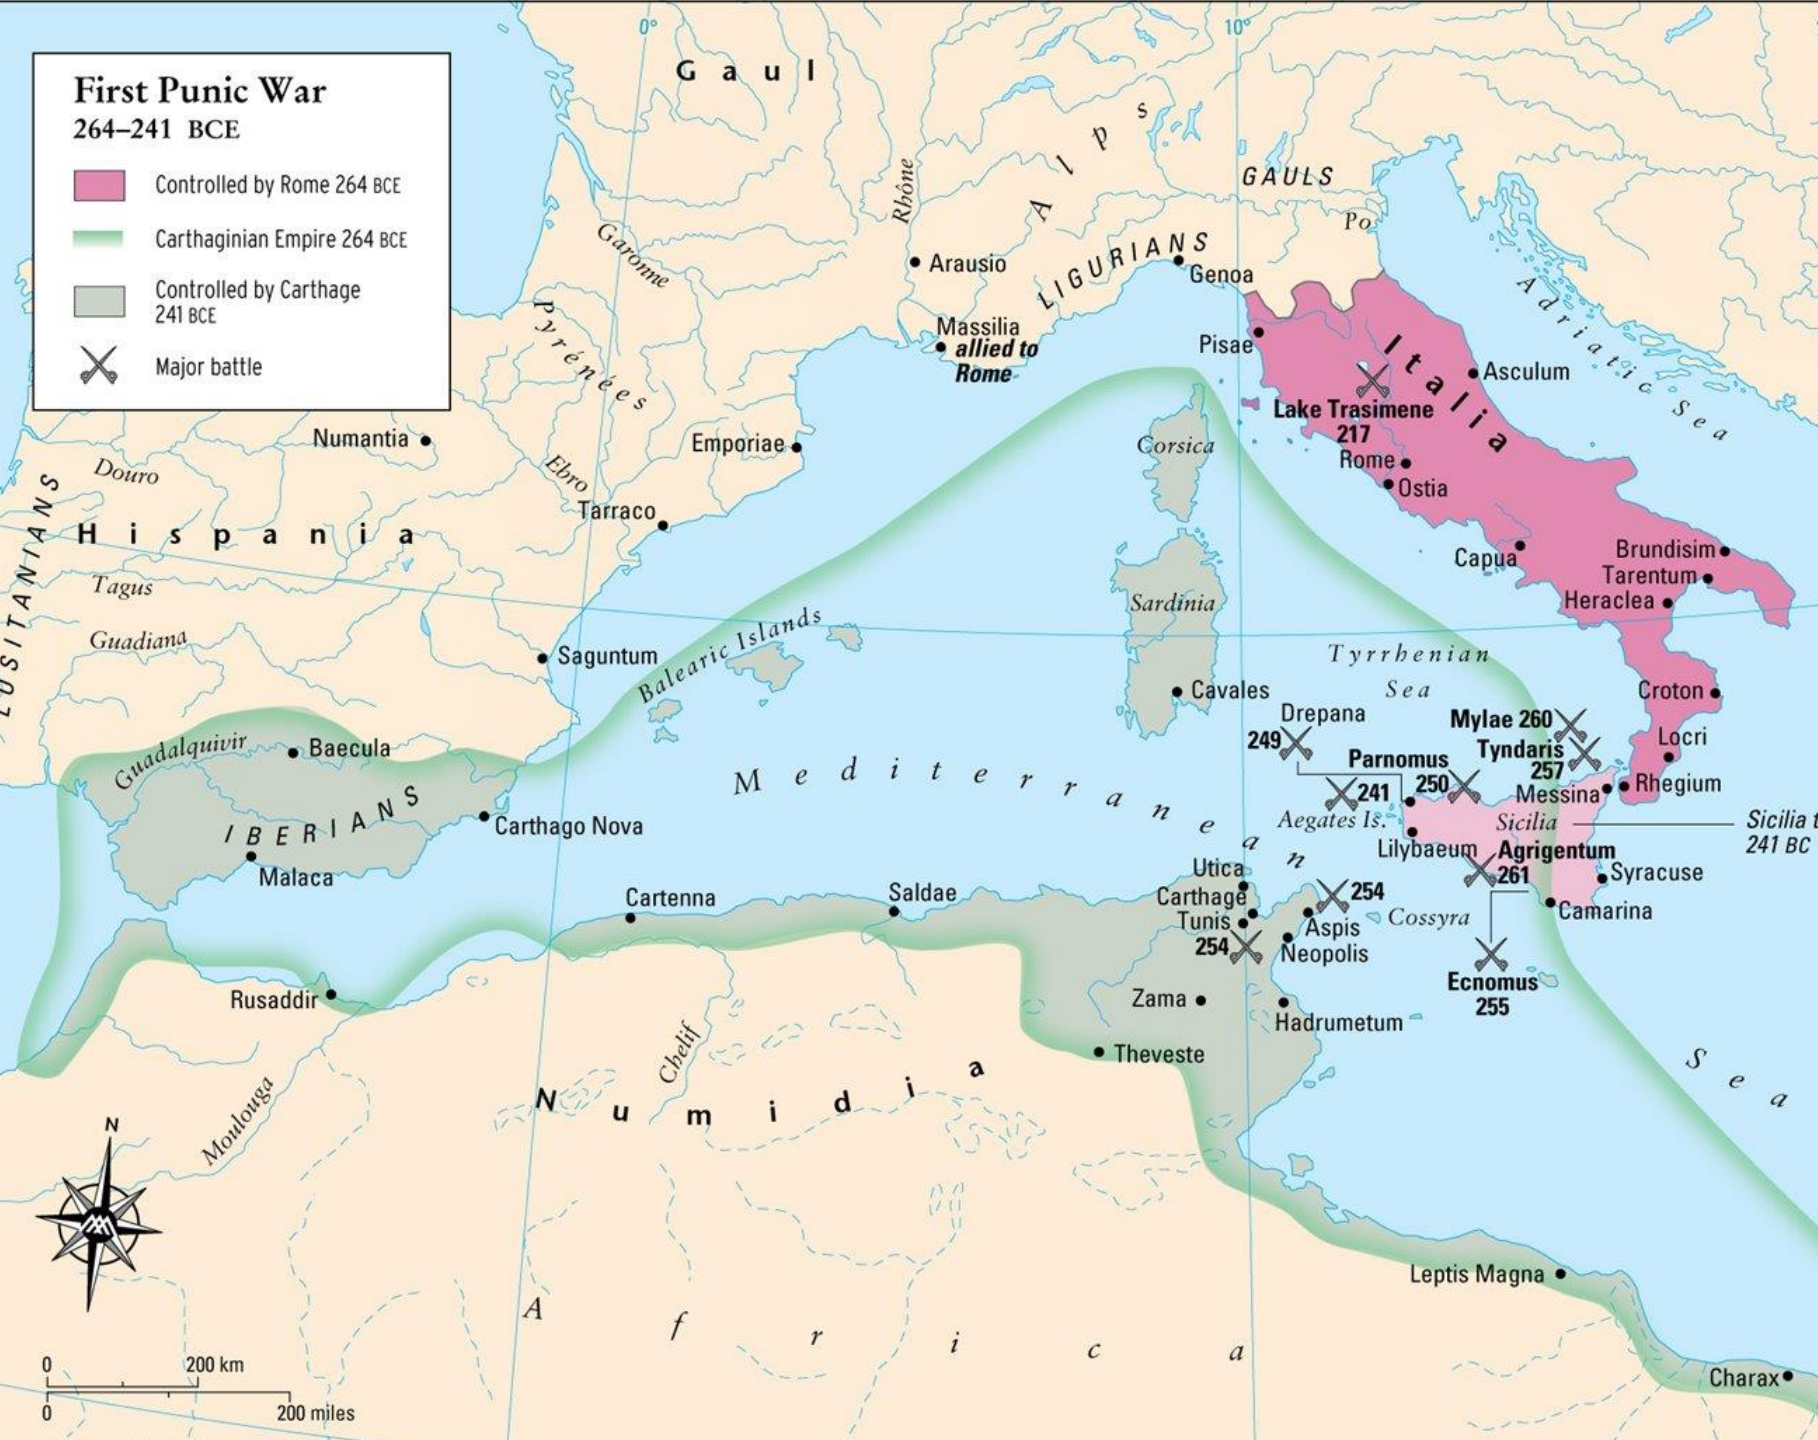 First Punic War
264–241 BCE
Controlled by Rome 264 BCE
Carthaginian Empire 264 BCE
Controlled by Carthage
241 BCE
Major battle
0°
10°
Gaul
Alps
GAULS
Po
Rhône
Garonne
Arausio
LIGURIANS
Genoa
Massilia
allied to
Rome
Pyrénées
Pisae
Italia
Adriatic Sea
Asculum
Lake Trasimene
217
Rome
Ostia
Corsica
Numantia
Douro
Emporiae
Ebro
Tarraco
LUSITANIANS
Hispania
Tagus
Guadiana
Capua
Brundisim
Tarentum
Heraclea
Sardinia
Balearic Islands
Saguntum
Tyrrhenian
Sea
Cavales
Croton
Drepana
249
Mylae 260
Tyndaris
257
Locri
Guadalquivir
Baecula
Parnomus
250
241
Aegates Is.
Messina
Rhegium
Mediterranean
Sea
IBERIANS
Carthago Nova
Malaca
Sicilia
Sicilia t
241 BC
Lilybaeum
Agrigentum
261
Syracuse
Utica
Carthage
Tunis
254
254
Cossyra
Camarina
Cartenna
Saldae
Aspis
Neopolis
Ecnomus
255
Rusaddir
Zama
Hadrumetum
Theveste
Chelif
Numidia
Moulouga
N
Africa
Leptis Magna
Charax
0
200 km
0
200 miles